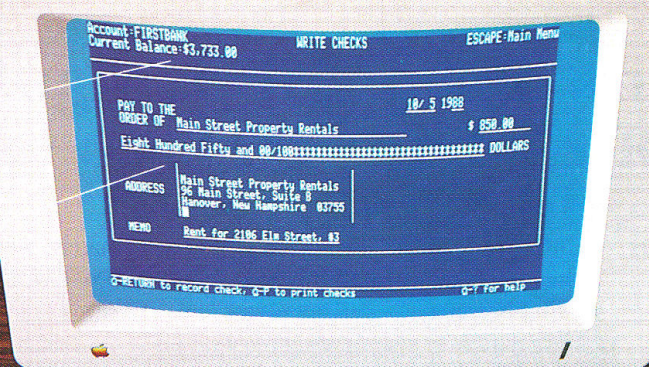 Account:FIRSTBANK
Current Balance:$3,733.00
WRITE CHECKS
ESCAPE:Main Menu
10/ 5 1988
PAY TO THE
ORDER OF Main Street Property Rentals
$ 850.00
Eight Hundred Fifty and 00/100************************************ DOLLARS
ADDRESS
Main Street Property Rentals
96 Main Street, Suite B
Hanover, New Hampshire 03755
MEMO
Rent for 2106 Elm Street, #3
-RETURN to record check, -P to print checks
-? for help